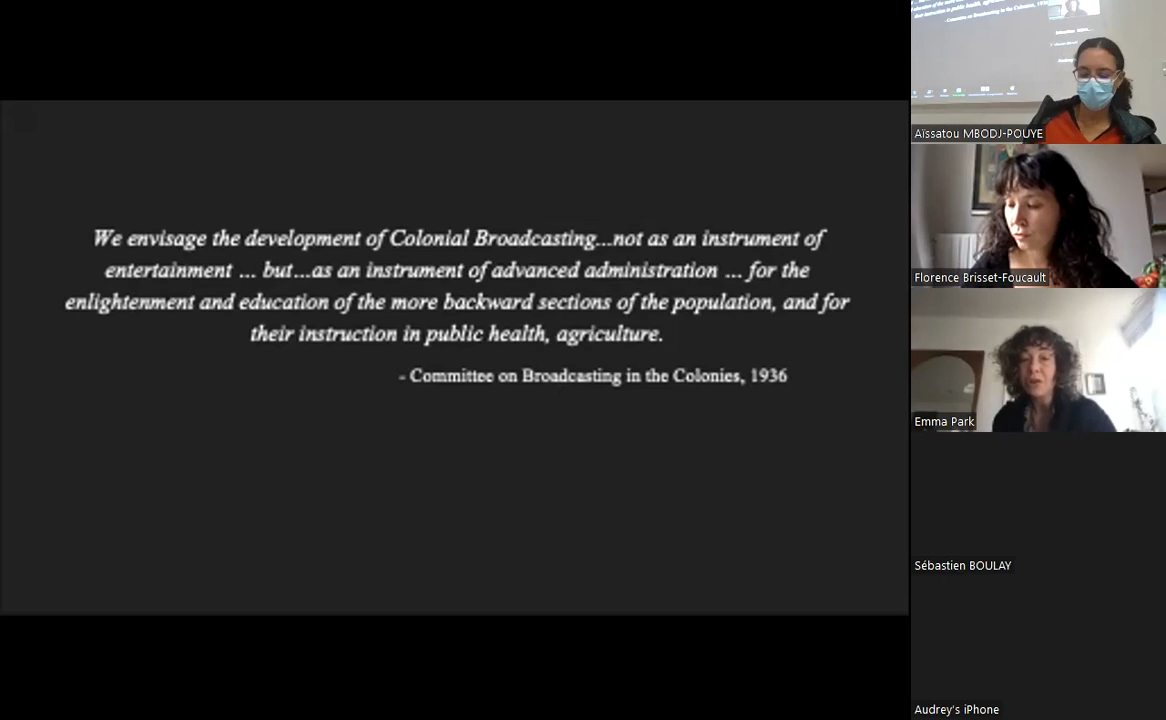 We envisage the development of Colonial Broadcasting...not as an instrument of
entertainment ... but...as an instrument of advanced administration ... for the
enlightenment and education of the more backward sections of the population, and for
their instruction in public health, agriculture.
- Committee on Broadcasting in the Colonies, 1936
Aïssatou MBODJ-POUYE
Florence Brisset-Foucault
Emma Park
Sébastien BOULAY
Audrey's iPhone